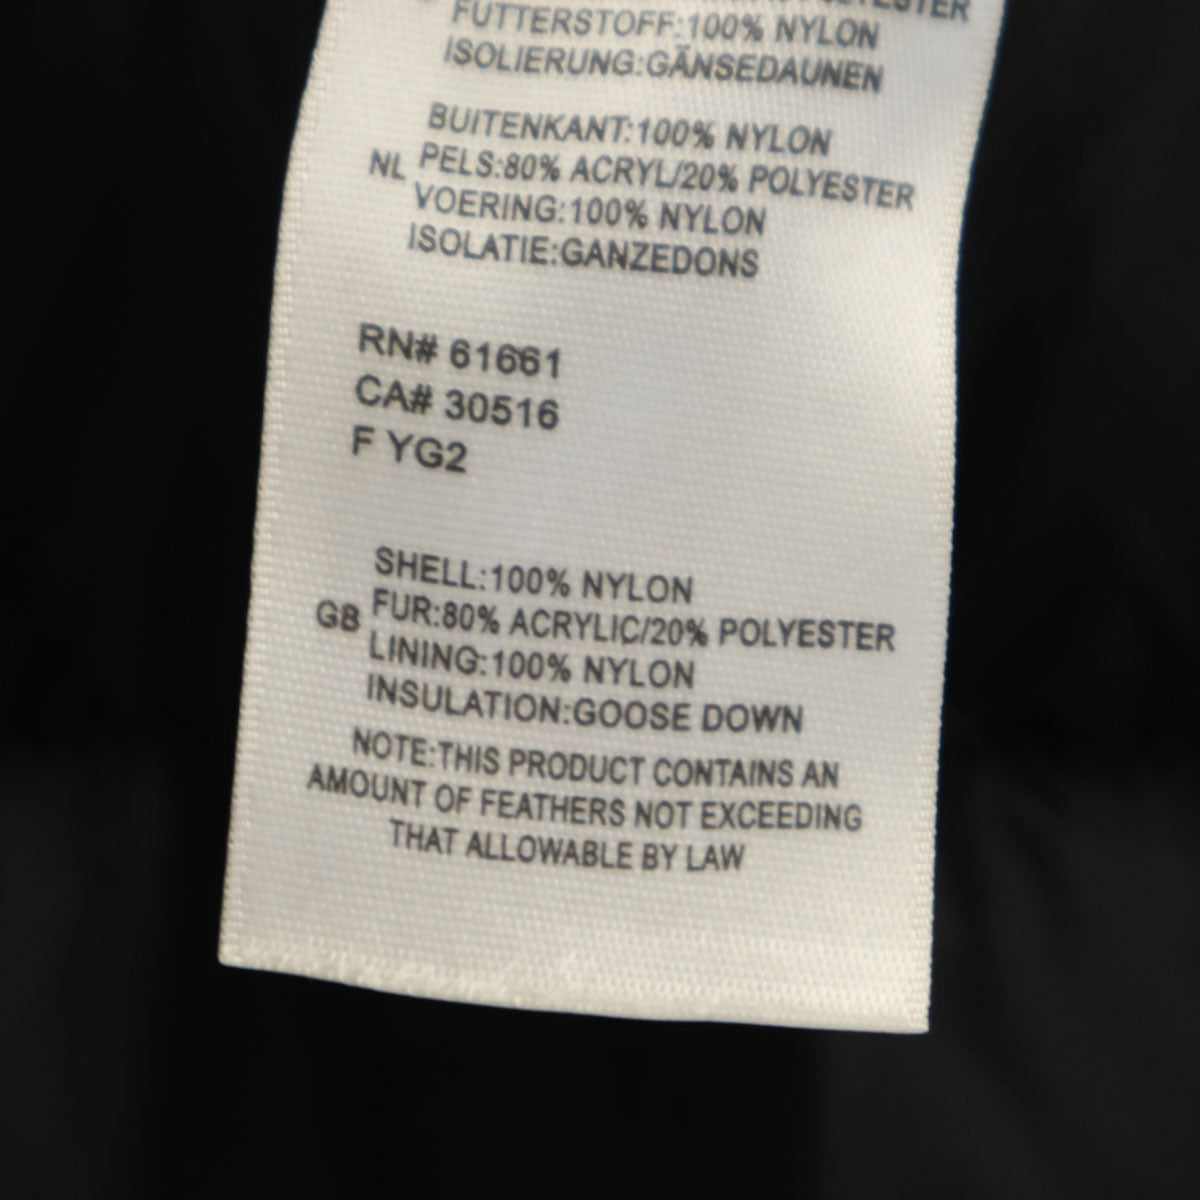 POLYESTER
FUTTERSTOFF:100% NYLON
ISOLIERUNG:GÄNSEDAUNEN
BUITENKANT:100% NYLON
NL PELS:80% ACRYL/20% POLYESTER
VOERING:100% NYLON
ISOLATIE:GANZEDONS
RN# 61661
CA# 30516
F YG2
SHELL:100% NYLON
GB FUR:80% ACRYLIC/20% POLYESTER
LINING:100% NYLON
INSULATION:GOOSE DOWN
NOTE:THIS PRODUCT CONTAINS AN
AMOUNT OF FEATHERS NOT EXCEEDING
THAT ALLOWABLE BY LAW